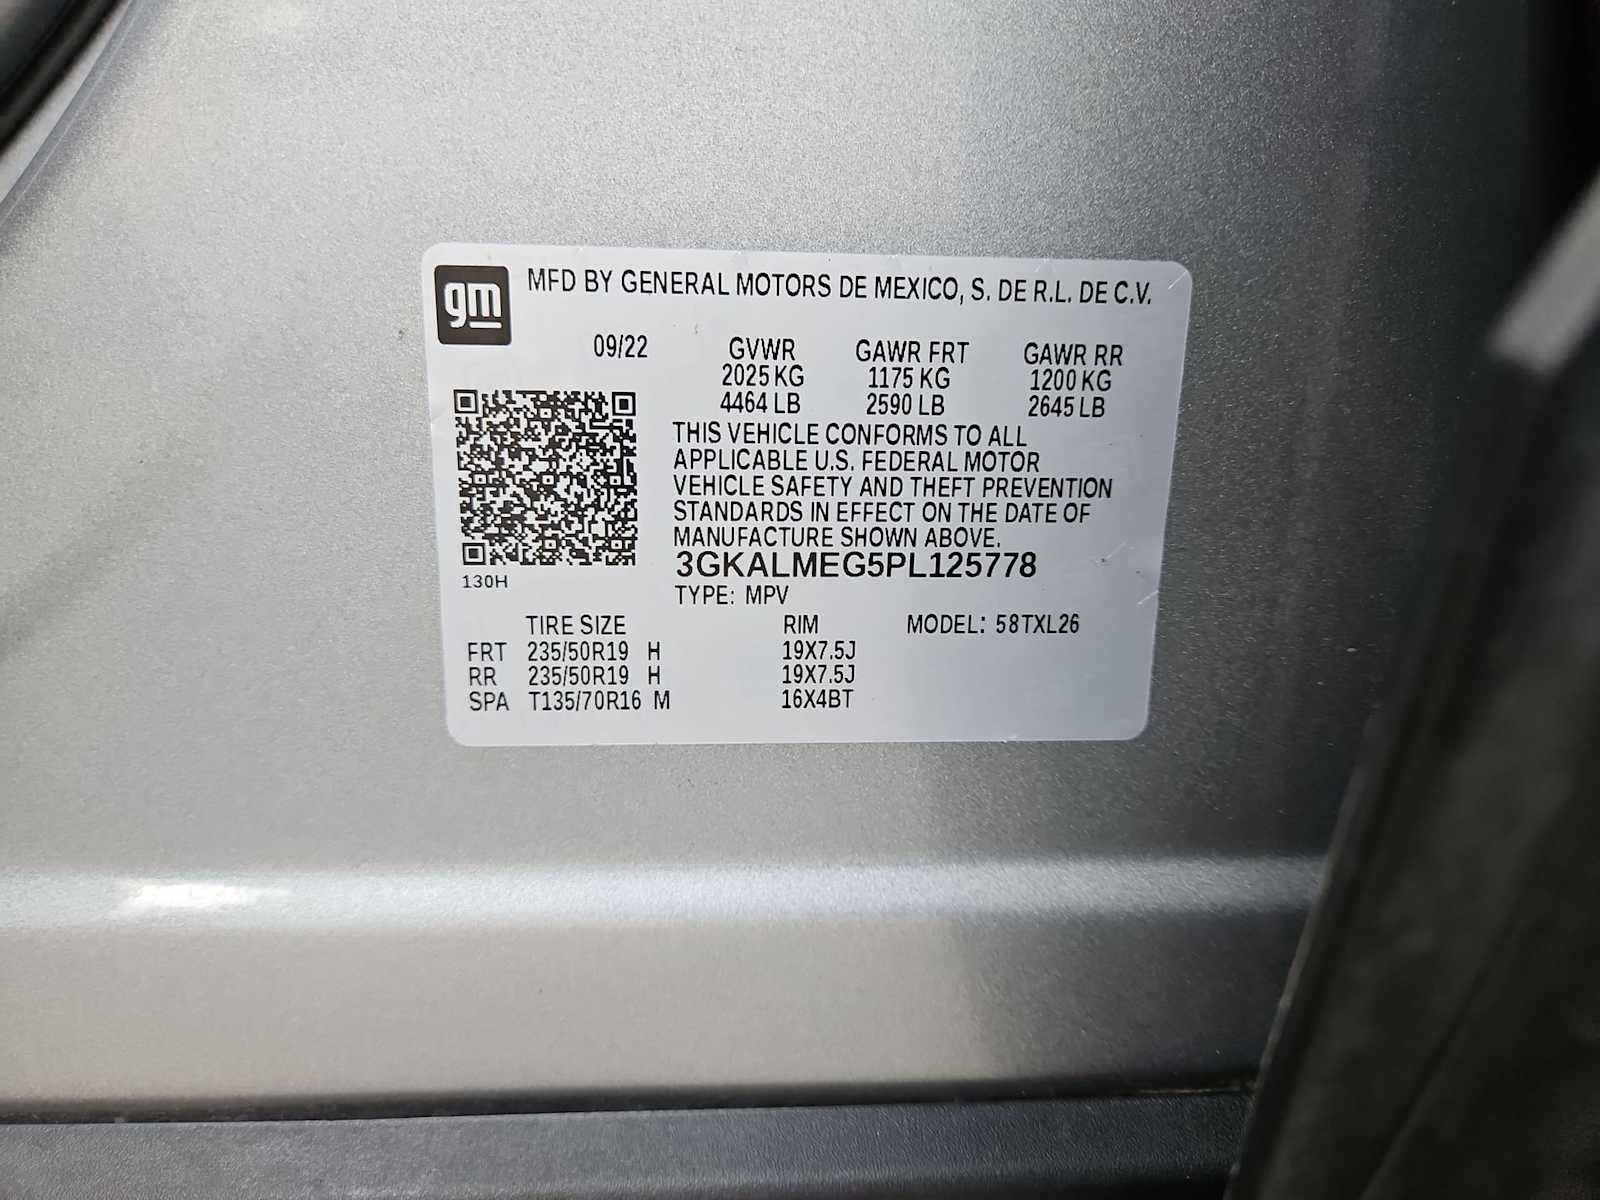 gm
MFD BY GENERAL MOTORS DE MEXICO, S. DE R.L. DE C.V.
09/22 GVWR GAWR FRT GAWR RR
2025 KG 1175 KG 1200 KG
4464 LB 2590 LB 2645 LB
THIS VEHICLE CONFORMS TO ALL
APPLICABLE U.S. FEDERAL MOTOR
VEHICLE SAFETY AND THEFT PREVENTION
STANDARDS IN EFFECT ON THE DATE OF
MANUFACTURE SHOWN ABOVE.
3GKALMEG5PL125778
130H
TYPE: MPV
TIRE SIZE RIM MODEL: 58TXL26
FRT 235/50R19 H 19X7.5J
RR 235/50R19 H 19X7.5J
SPA T135/70R16 M 16X4BT